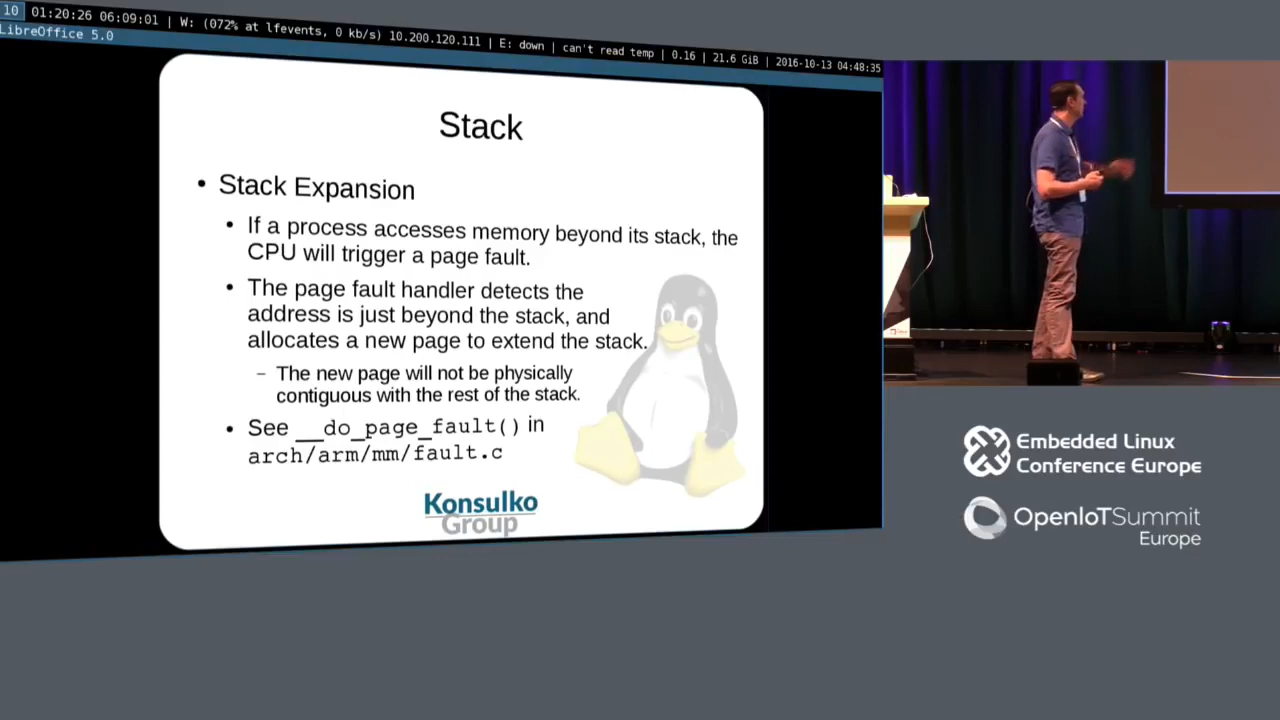 10 01:20:26 06:09:01 | W: (072% at lfevents, 0 kb/s) 10.200.120.111 | E: down | can't read temp | 0.16 | 21.6 GiB | 2016-10-13 04:48:35
LibreOffice 5.0
Stack
• Stack Expansion
• If a process accesses memory beyond its stack, the
CPU will trigger a page fault.
• The page fault handler detects the
address is just beyond the stack, and
allocates a new page to extend the stack.
– The new page will not be physically
contiguous with the rest of the stack.
• See __do_page_fault() in
arch/arm/mm/fault.c
Konsulko
Group
Embedded Linux
Conference Europe
OpenIoTSummit
Europe